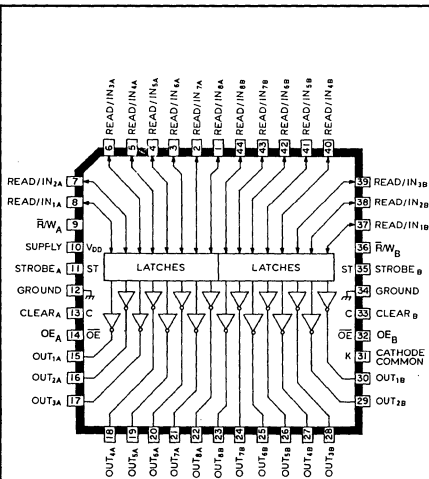 READ/IN3A
READ/IN4A
READ/IN5A
READ/IN6A
READ/IN7A
READ/IN8A
READ/IN8B
READ/IN7B
READ/IN6B
READ/IN5B
READ/IN4B
6 5 4 3 2 1 44 43 42 41 40
READ/IN2A 7
READ/IN1A 8
R̅/WA 9
SUPPLY 10 VDD
STROBEA 11 ST
GROUND 12
CLEARA 13 C
OEA 14 O̅E̅
OUT1A 15
OUT2A 16
OUT3A 17
LATCHES LATCHES
39 READ/IN3B
38 READ/IN2B
37 READ/IN1B
36 R̅/WB
ST 35 STROBEB
34 GROUND
C 33 CLEARB
O̅E̅ 32 OEB
K 31 CATHODE
COMMON
30 OUT1B
29 OUT2B
18 19 20 21 22 23 24 25 26 27 28
OUT4A
OUT5A
OUT6A
OUT7A
OUT8A
OUT8B
OUT7B
OUT6B
OUT5B
OUT4B
OUT3B